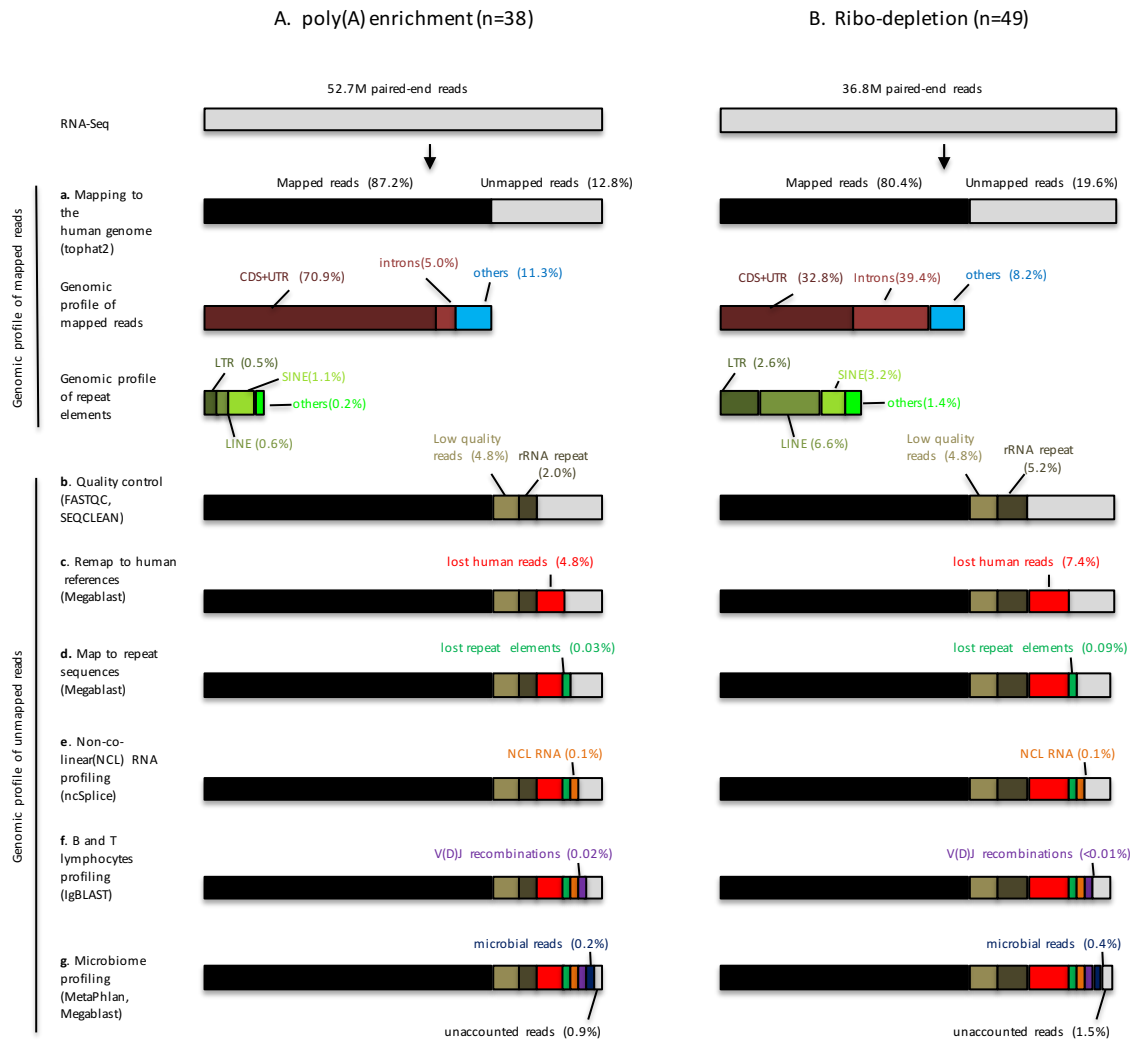 A. poly(A) enrichment (n=38)
B. Ribo-depletion (n=49)
52.7M paired-end reads
36.8M paired-end reads
RNA-Seq
Genomic profile of mapped reads
a. Mapping to
the
human genome
(tophat2)
Mapped reads (87.2%)
Unmapped reads (12.8%)
Mapped reads (80.4%)
Unmapped reads (19.6%)
Genomic
profile of
mapped reads
CDS+UTR (70.9%)
introns(5.0%)
others (11.3%)
CDS+UTR (32.8%)
Introns(39.4%)
others (8.2%)
Genomic profile
of repeat
elements
LTR (0.5%)
SINE(1.1%)
others(0.2%)
LINE (0.6%)
LTR (2.6%)
SINE(3.2%)
others(1.4%)
LINE (6.6%)
Genomic profile of unmapped reads
b. Quality control
(FASTQC,
SEQCLEAN)
Low quality
reads (4.8%)
rRNA repeat
(2.0%)
Low quality
reads (4.8%)
rRNA repeat
(5.2%)
c. Remap to human
references
(Megablast)
lost human reads (4.8%)
lost human reads (7.4%)
d. Map to repeat
sequences
(Megablast)
lost repeat elements (0.03%)
lost repeat elements (0.09%)
e. Non-co-
linear(NCL) RNA
profiling
(ncSplice)
NCL RNA (0.1%)
NCL RNA (0.1%)
f. B and T
lymphocytes
profiling
(IgBLAST)
V(D)J recombinations (0.02%)
V(D)J recombinations (<0.01%)
g. Microbiome
profiling
(MetaPhlan,
Megablast)
microbial reads (0.2%)
microbial reads (0.4%)
unaccounted reads (0.9%)
unaccounted reads (1.5%)